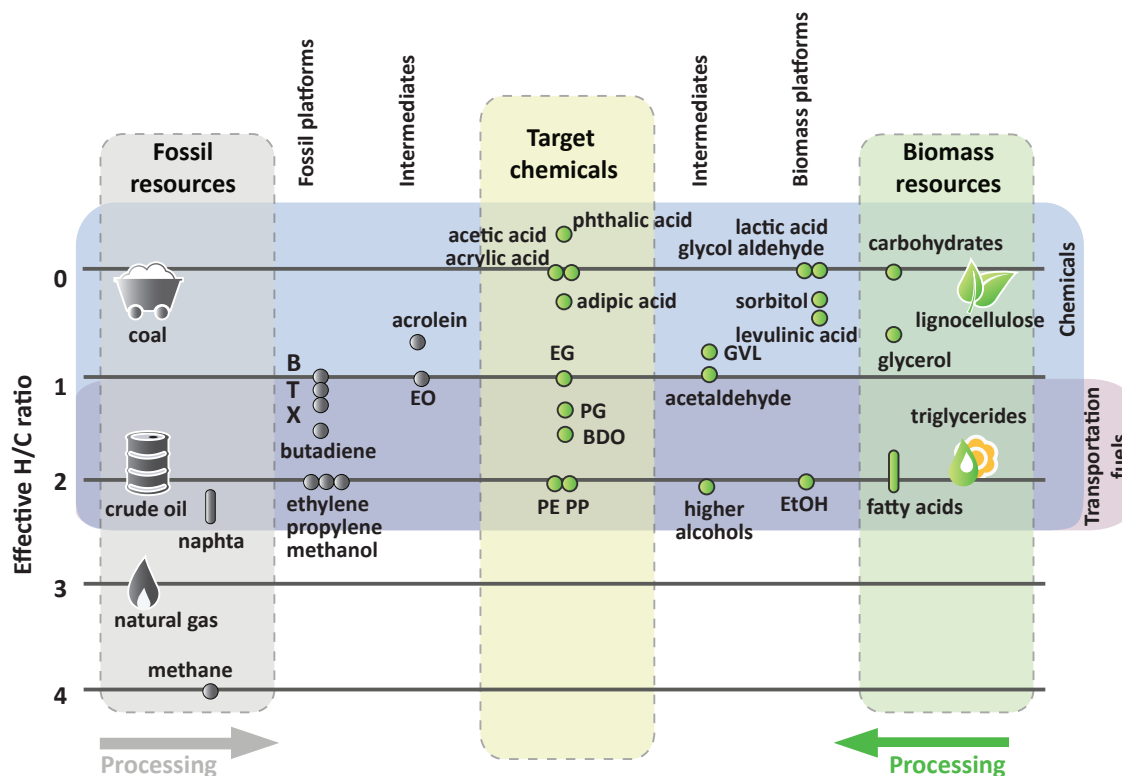 Fossil platforms
Intermediates
Intermediates
Biomass platforms
Fossil
resources
Target
chemicals
Biomass
resources
phthalic acid
acetic acid
acrylic acid
lactic acid
glycol aldehyde
carbohydrates
0
coal
adipic acid
sorbitol
levulinic acid
lignocellulose
Chemicals
acrolein
glycerol
B
EG
GVL
1
T
EO
acetaldehyde
X
PG
triglycerides
butadiene
BDO
2
crude oil
ethylene
propylene
methanol
PE PP
higher
alcohols
EtOH
fatty acids
Transportation
fuels
naphta
Effective H/C ratio
3
natural gas
methane
4
Processing
Processing